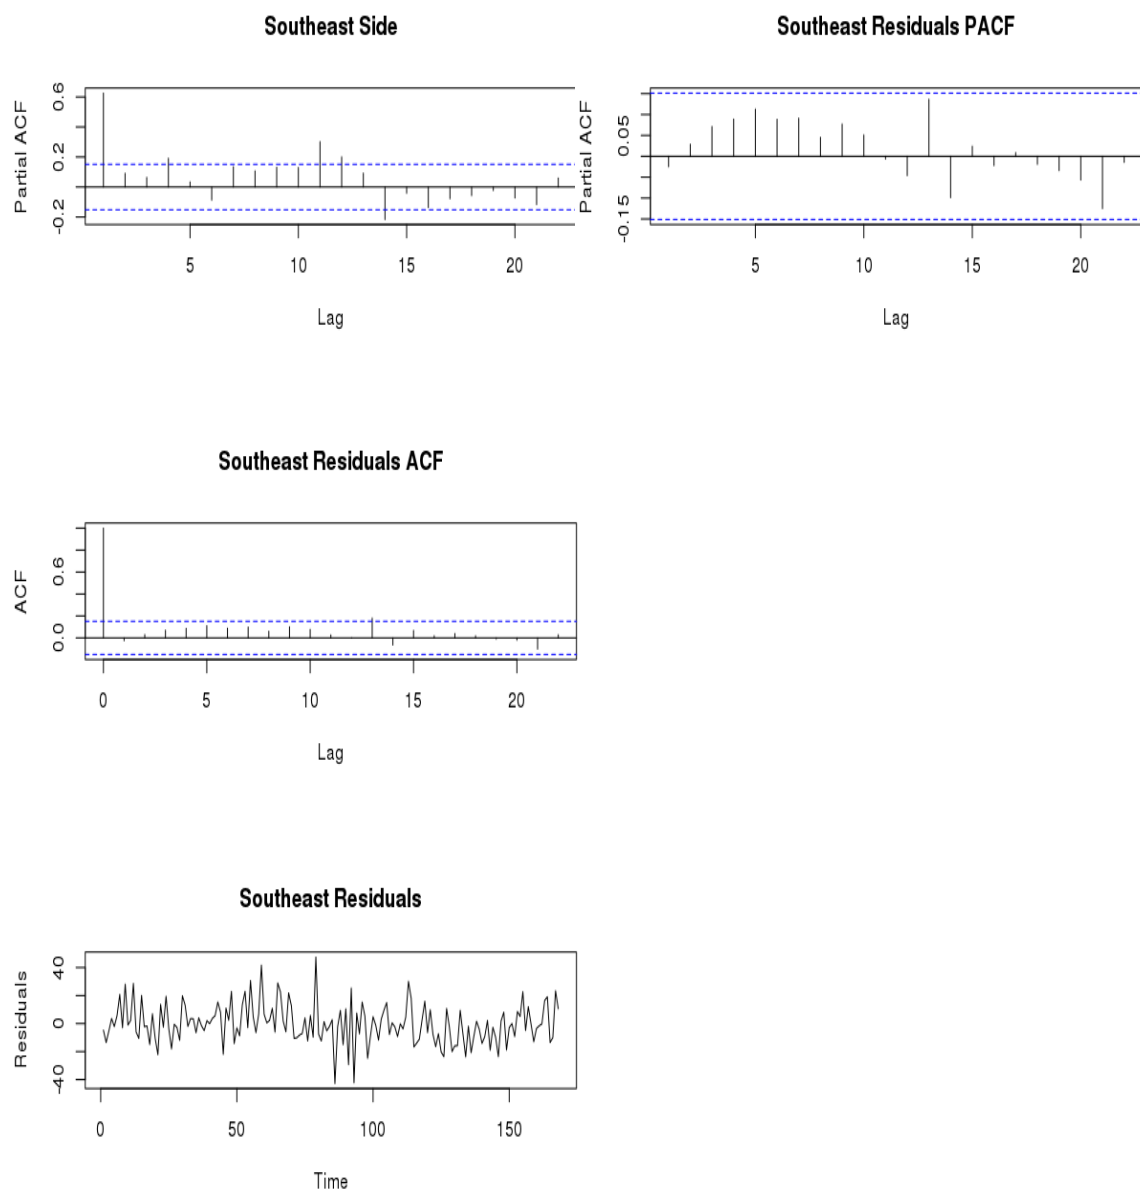 Southeast Side
Partial ACF
0.6
0.2
-0.2
5 10 15 20
Lag
Southeast Residuals PACF
Partial ACF
0.05
-0.15
5 10 15 20
Lag
Southeast Residuals ACF
ACF
0.6
0.0
0 5 10 15 20
Lag
Southeast Residuals
Residuals
40
0
-40
0 50 100 150
Time